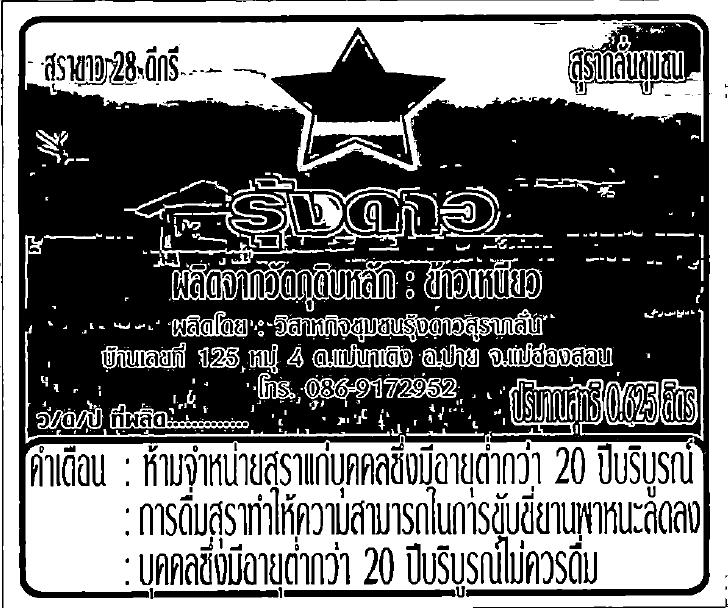 สุราขาว 28 ดีกรี
สุรากลั่นชุมชน
รุ้งดาว
ผลิตจากวัตถุดิบหลัก : ข้าวเหนียว
ผลิตโดย : วิสาหกิจชุมชนรุ้งดาวสุรากลั่น
บ้านเลขที่ 125 หมู่ 4 ต.แม่นาเติง อ.ปาย จ.แม่ฮ่องสอน
โทร. 086-9172952
ว/ด/ป ที่ผลิต............
ปริมาณสุทธิ 0.625 ลิตร
คำเตือน : ห้ามจำหน่ายสุราแก่บุคคลซึ่งมีอายุต่ำกว่า 20 ปีบริบูรณ์
: การดื่มสุราทำให้ความสามารถในการขับขี่ยานพาหนะลดลง
: บุคคลซึ่งมีอายุต่ำกว่า 20 ปีบริบูรณ์ไม่ควรดื่ม